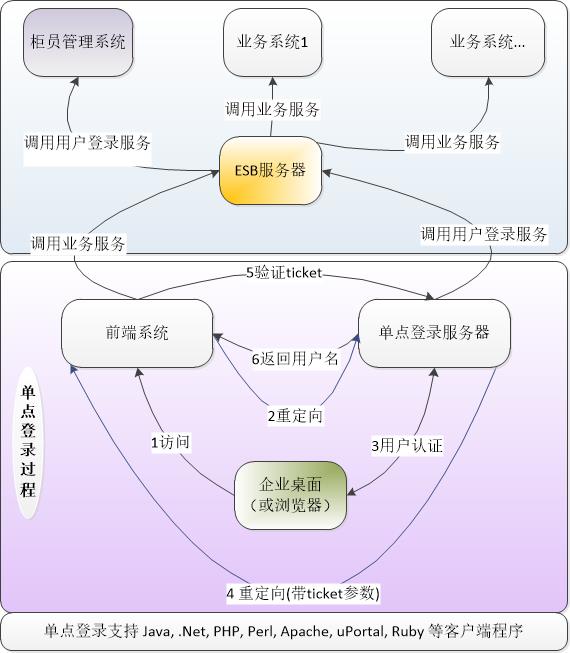 柜员管理系统
业务系统1
业务系统...
调用业务服务
调用用户登录服务
调用业务服务
ESB服务器
调用业务服务
调用用户登录服务
5验证ticket
前端系统
单点登录服务器
6返回用户名
2重定向
单点登录过程
1访问
3用户认证
企业桌面
（或浏览器）
4 重定向(带ticket参数)
单点登录支持 Java, .Net, PHP, Perl, Apache, uPortal, Ruby 等客户端程序